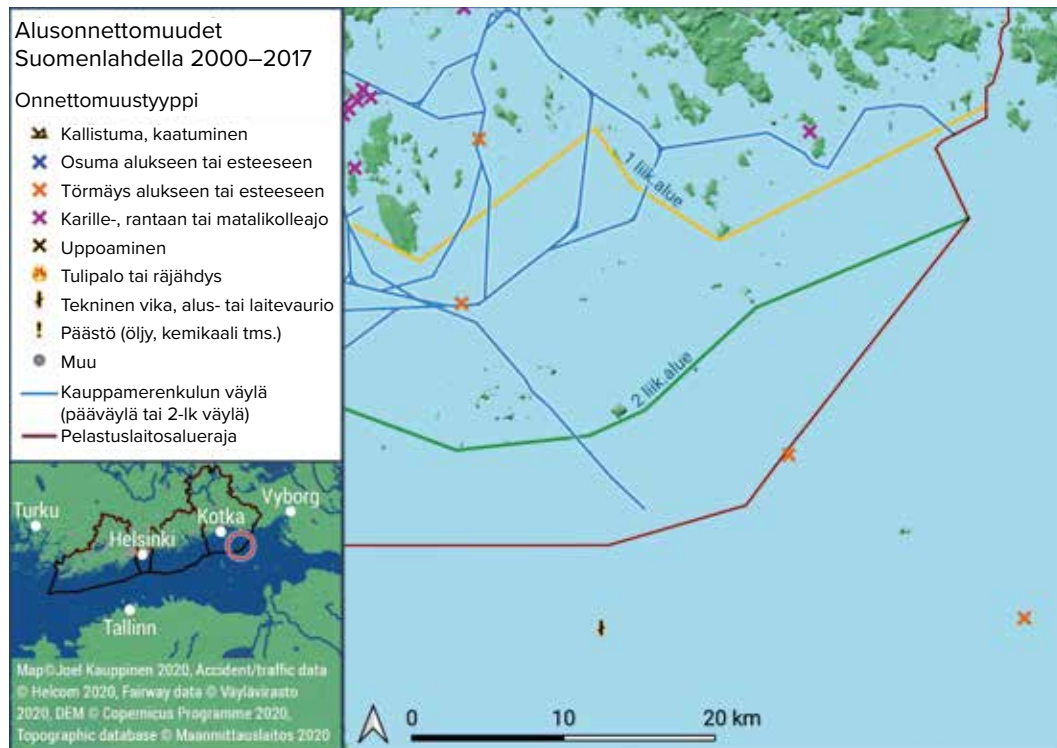 Alusonnettomuudet
Suomenlahdella 2000–2017
Onnettomuustyyppi
Kallistuma, kaatuminen
Osuma alukseen tai esteeseen
Törmäys alukseen tai esteeseen
Karille-, rantaan tai matalikolleajo
Uppoaminen
Tulipalo tai räjähdys
Tekninen vika, alus- tai laitevaurio
Päästö (öljy, kemikaali tms.)
Muu
Kauppamerenkulun väylä
(pääväylä tai 2-lk väylä)
Pelastuslaitosalueraja
1 liik.alue
2 liik.alue
Turku
Vyborg
Kotka
Helsinki
Tallinn
Map©Joel Kauppinen 2020, Accident/traffic data
© Helcom 2020, Fairway data © Väylävirasto
2020, DEM © Copernicus Programme 2020,
Topographic database © Maanmittauslaitos 2020
0 10 20 km